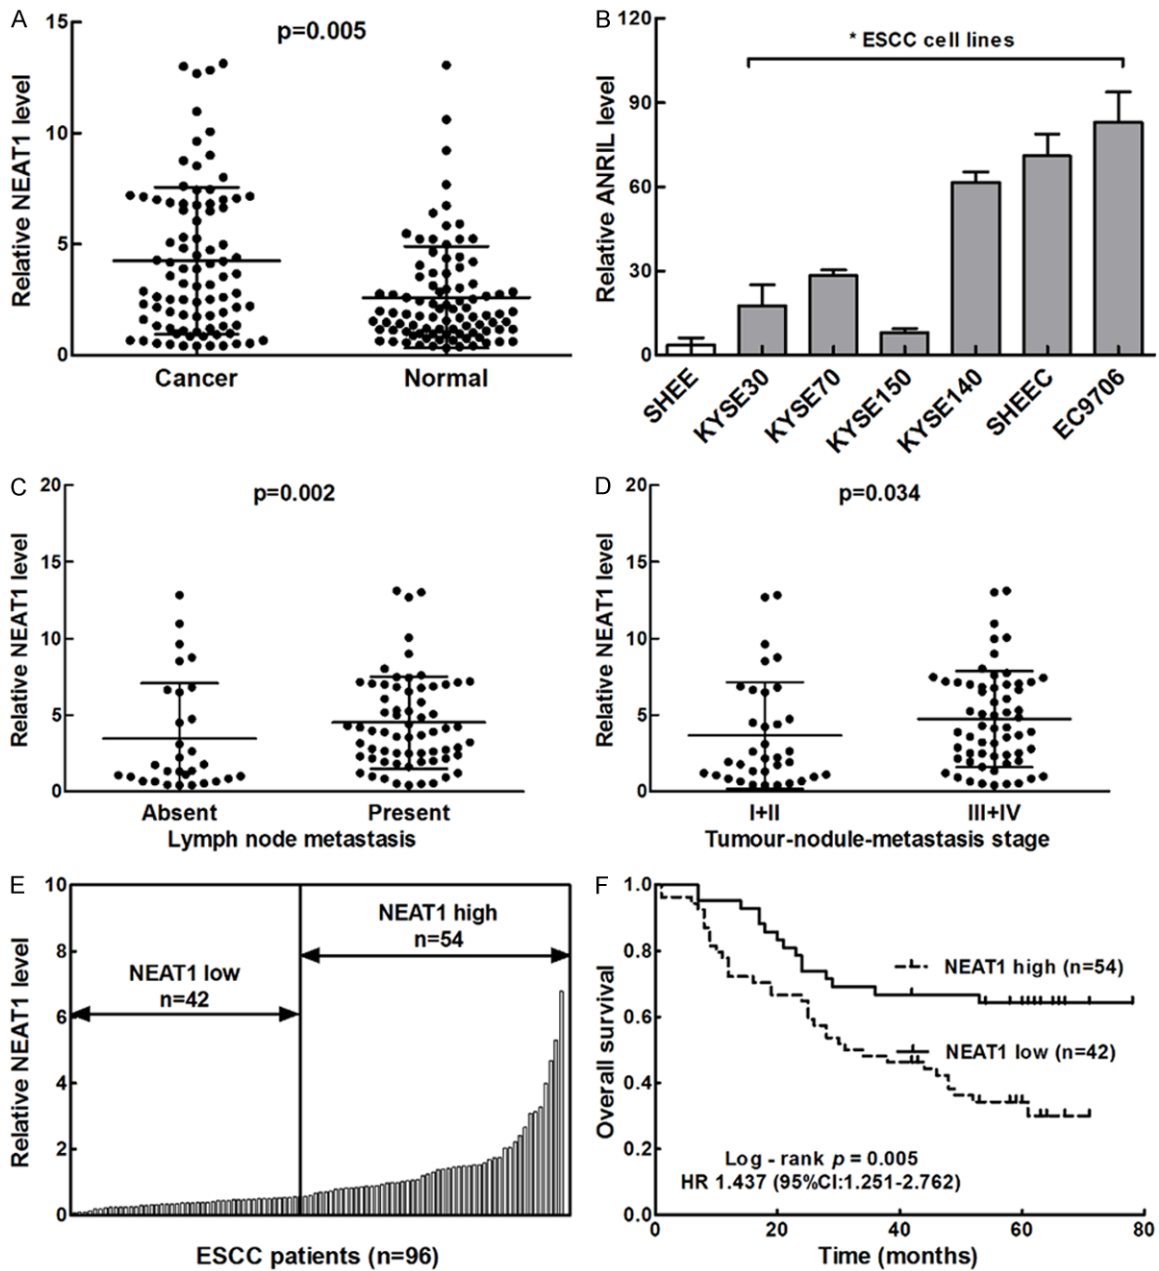 A
15
p=0.005
10
5
0
Relative NEAT1 level
Cancer
Normal
B
120
* ESCC cell lines
90
60
30
0
Relative ANRIL level
SHEE
KYSE30
KYSE70
KYSE150
KYSE140
SHEEC
EC9706
C
20
p=0.002
15
10
5
0
Relative NEAT1 level
Absent
Present
Lymph node metastasis
D
20
p=0.034
15
10
5
0
Relative NEAT1 level
I+II
III+IV
Tumour-nodule-metastasis stage
E
10
8
6
4
2
0
Relative NEAT1 level
NEAT1 high
n=54
NEAT1 low
n=42
ESCC patients (n=96)
F
1.0
0.8
0.6
0.4
0.2
0.0
Overall survival
NEAT1 high (n=54)
NEAT1 low (n=42)
Log - rank p = 0.005
HR 1.437 (95%CI:1.251-2.762)
0
20
40
60
80
Time (months)